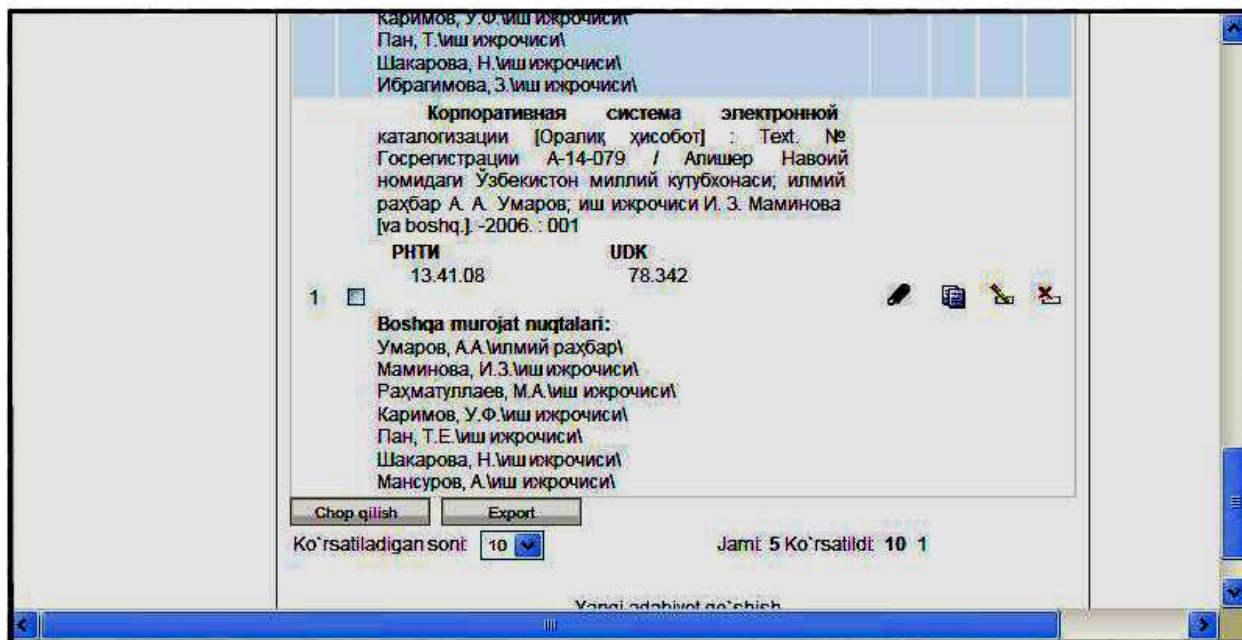 Каримов, У.Ф.\иш ижрочиси\
Пан, Т.\иш ижрочиси\
Шакарова, Н.\иш ижрочиси\
Ибрагимова, З.\иш ижрочиси\
Корпоративная система электронной
каталогизации [Оралиқ ҳисобот] : Text. №
Госрегистрации А-14-079 / Алишер Навоий
номидаги Ўзбекистон миллий кутубхонаси; илмий
раҳбар А. А. Умаров; иш ижрочиси И. З. Маминова
[va boshq.]. -2006. : 001
РНТИ UDK
13.41.08 78.342
1
Boshqa murojat nuqtalari:
Умаров, А.А.\илмий раҳбар\
Маминова, И.З.\иш ижрочиси\
Раҳматуллаев, М.А.\иш ижрочиси\
Каримов, У.Ф.\иш ижрочиси\
Пан, Т.Е.\иш ижрочиси\
Шакарова, Н.\иш ижрочиси\
Мансуров, А.\иш ижрочиси\
Chop qilish Export
Ko`rsatiladigan soni: 10 Jami: 5 Ko`rsatildi: 10 1
Yangi adabiyot qo`shish